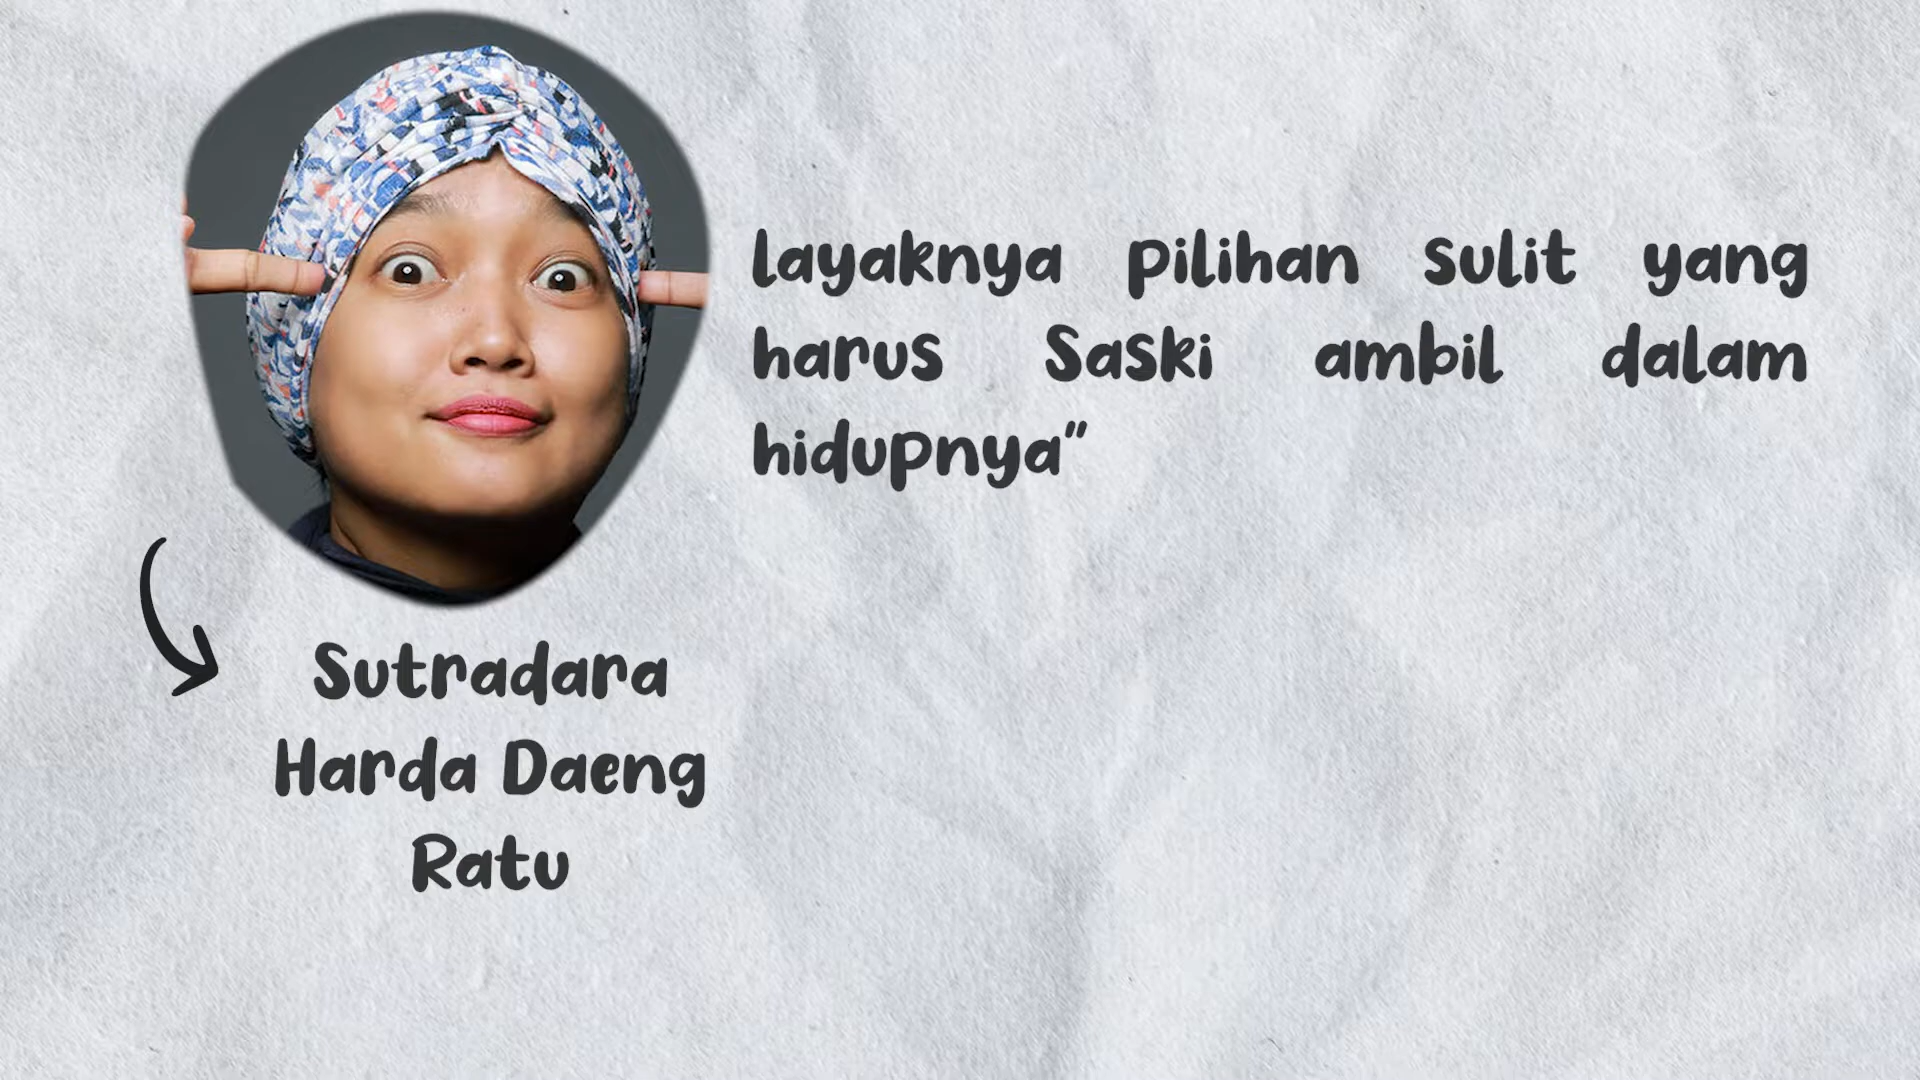 layaknya pilihan sulit yang
harus Saski ambil dalam
hidupnya”
Sutradara
Harda Daeng
Ratu